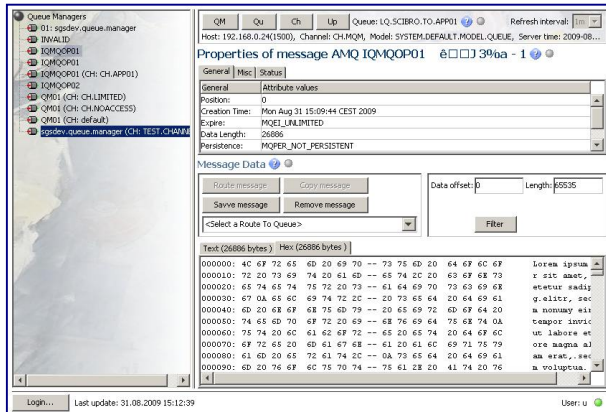 Queue Managers
01: sgsdev.queue.manager
INVALID
IQMQOP01
IQMQOP01
IQMQOP01 (CH: CH.APP01)
IQMQOP02
QM01 (CH: CH.LIMITED)
QM01 (CH: CH.NOACCESS)
QM01 (CH: default)
sgsdev.queue.manager (CH: TEST.CHANNE
QM Qu Ch Up Queue: LQ.SCIBRO.TO.APP01 Refresh interval: 1m
Host: 192.168.0.24(1500), Channel: CH.MQM, Model: SYSTEM.DEFAULT.MODEL.QUEUE, Server time: 2009-08...
Properties of message AMQ IQMQOP01 ê□□J 3%a - 1
General Misc Status
General Attribute values
Position: 0
Creation Time: Mon Aug 31 15:09:44 CEST 2009
Expire: MQEI_UNLIMITED
Data Length: 26886
Persistence: MQPER_NOT_PERSISTENT
Message Data
Route message Copy message
Savve message Remove message
<Select a Route To Queue>
Data offset: 0 Length: 65535
Filter
Text (26886 bytes ) Hex (26886 bytes )
000000: 4C 6F 72 65 6D 20 69 70 -- 73 75 6D 20 64 6F 6C 6F Lorem ipsum
000010: 72 20 73 69 74 20 61 6D -- 65 74 2C 20 63 6F 6E 73 r sit amet,
000020: 65 74 65 74 75 72 20 73 -- 61 64 69 70 73 63 69 6E etetur sadip
000030: 67 0A 65 6C 69 74 72 2C -- 20 73 65 64 20 64 69 61 g.elitr, sed
000040: 6D 20 6E 6F 6E 75 6D 79 -- 20 65 69 72 6D 6F 64 20 m nonumy eir
000050: 74 65 6D 70 6F 72 20 69 -- 6E 76 69 64 75 6E 74 0A tempor invid
000060: 75 74 20 6C 61 62 6F 72 -- 65 20 65 74 20 64 6F 6C ut labore et
000070: 6F 72 65 20 6D 61 67 6E -- 61 20 61 6C 69 71 75 79 ore magna al
000080: 61 6D 20 65 72 61 74 2C -- 0A 73 65 64 20 64 69 61 am erat,.sed
000090: 6D 20 76 6F 6C 75 70 74 -- 75 61 2E 20 41 74 20 76 m voluptua.
Login... Last update: 31.08.2009 15:12:39 User: u